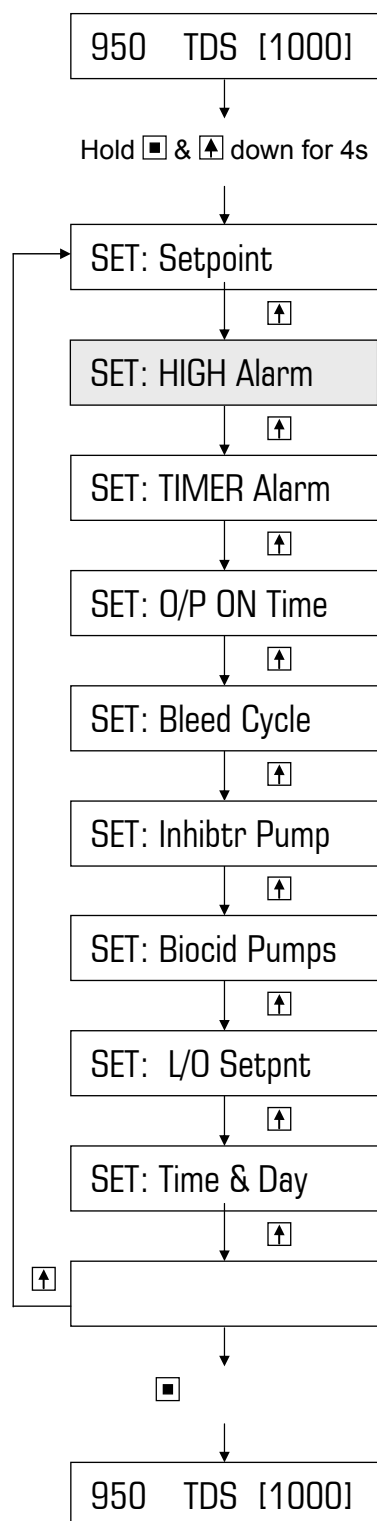 950 TDS [1000]
Hold ■ & ↑ down for 4s
SET: Setpoint
↑
SET: HIGH Alarm
↑
SET: TIMER Alarm
↑
SET: O/P ON Time
↑
SET: Bleed Cycle
↑
SET: Inhibtr Pump
↑
SET: Biocid Pumps
↑
SET: L/O Setpnt
↑
SET: Time & Day
↑
↑
■
950 TDS [1000]